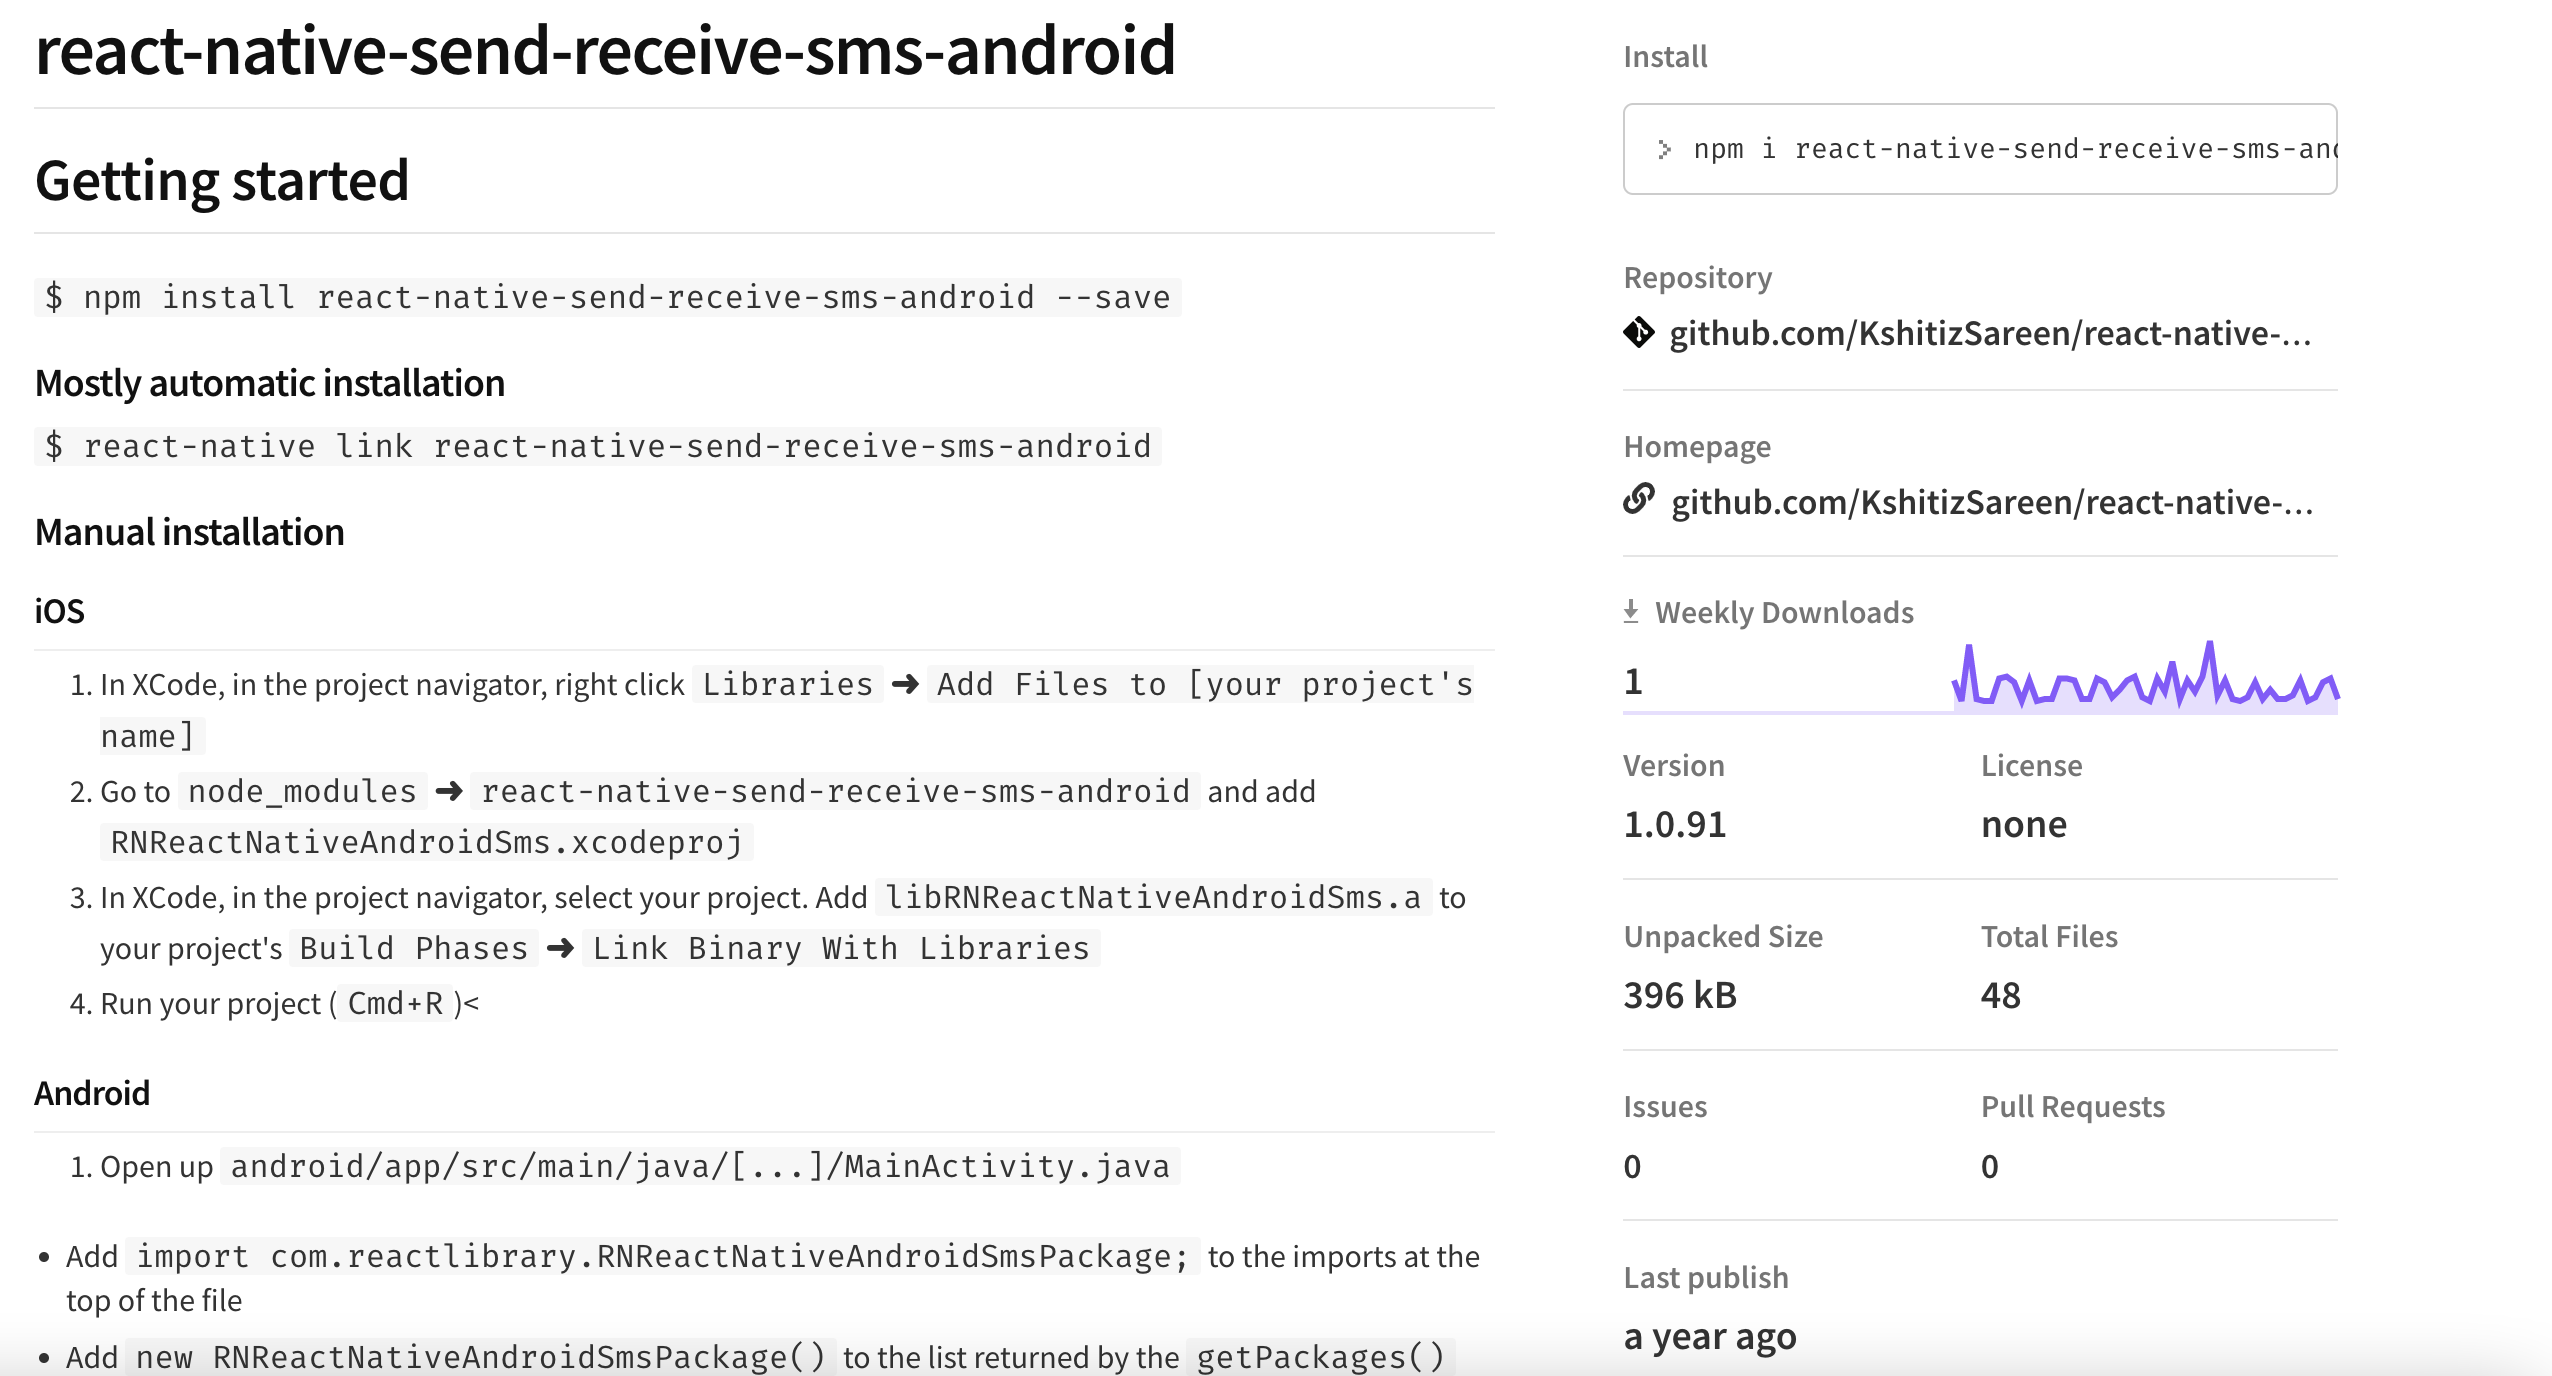 react-native-send-receive-sms-android
Getting started
$ npm install react-native-send-receive-sms-android --save
Mostly automatic installation
$ react-native link react-native-send-receive-sms-android
Manual installation
iOS
1. In XCode, in the project navigator, right click Libraries ➜ Add Files to [your project's
name]
2. Go to node_modules ➜ react-native-send-receive-sms-android and add
RNReactNativeAndroidSms.xcodeproj
3. In XCode, in the project navigator, select your project. Add libRNReactNativeAndroidSms.a to
your project's Build Phases ➜ Link Binary With Libraries
4. Run your project (Cmd+R)<
Android
1. Open up android/app/src/main/java/[...]/MainActivity.java
• Add import com.reactlibrary.RNReactNativeAndroidSmsPackage; to the imports at the
top of the file
• Add new RNReactNativeAndroidSmsPackage() to the list returned by the getPackages()
Install
> npm i react-native-send-receive-sms-and
Repository
github.com/KshitizSareen/react-native-...
Homepage
github.com/KshitizSareen/react-native-...
Weekly Downloads
1
Version
License
1.0.91
none
Unpacked Size
Total Files
396 kB
48
Issues
Pull Requests
0
0
Last publish
a year ago